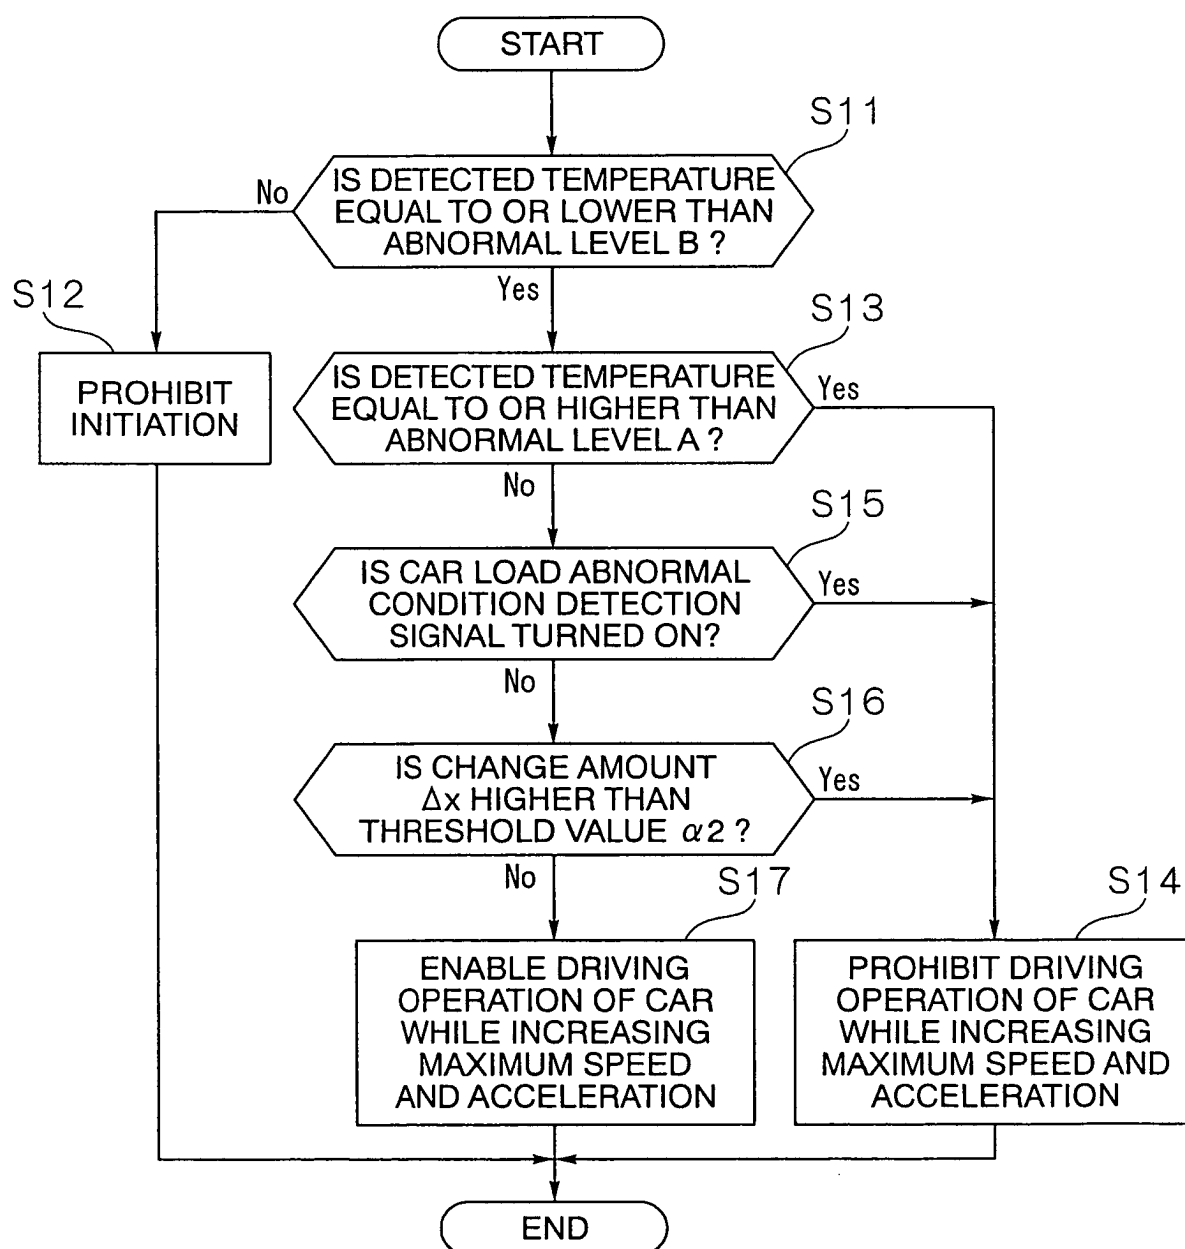 START
S11
IS DETECTED TEMPERATURE
EQUAL TO OR LOWER THAN
ABNORMAL LEVEL B ?
No
Yes
S12
PROHIBIT
INITIATION
S13
IS DETECTED TEMPERATURE
EQUAL TO OR HIGHER THAN
ABNORMAL LEVEL A ?
Yes
No
S15
IS CAR LOAD ABNORMAL
CONDITION DETECTION
SIGNAL TURNED ON?
Yes
No
S16
IS CHANGE AMOUNT
Δx HIGHER THAN
THRESHOLD VALUE α2 ?
Yes
No
S17
ENABLE DRIVING
OPERATION OF CAR
WHILE INCREASING
MAXIMUM SPEED
AND ACCELERATION
S14
PROHIBIT DRIVING
OPERATION OF CAR
WHILE INCREASING
MAXIMUM SPEED AND
ACCELERATION
END